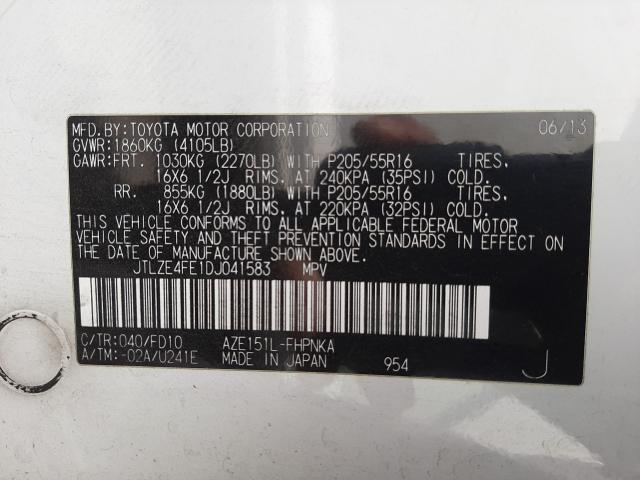 MFD.BY:TOYOTA MOTOR CORPORATION 06/13
GVWR:1860KG (4105LB)
GAWR:FRT. 1030KG (2270LB) WITH P205/55R16 TIRES.
16X6 1/2J RIMS. AT 240KPA (35PSI) COLD.
RR. 855KG (1880LB) WITH P205/55R16 TIRES.
16X6 1/2J RIMS. AT 220KPA (32PSI) COLD.
THIS VEHICLE CONFORMS TO ALL APPLICABLE FEDERAL MOTOR
VEHICLE SAFETY AND THEFT PREVENTION STANDARDS IN EFFECT ON
THE DATE OF MANUFACTURE SHOWN ABOVE.
JTLZE4FE1DJ041583 MPV
C/TR:040/FD10 AZE151L-FHPNKA
A/TM:-02A/U241E MADE IN JAPAN 954 J